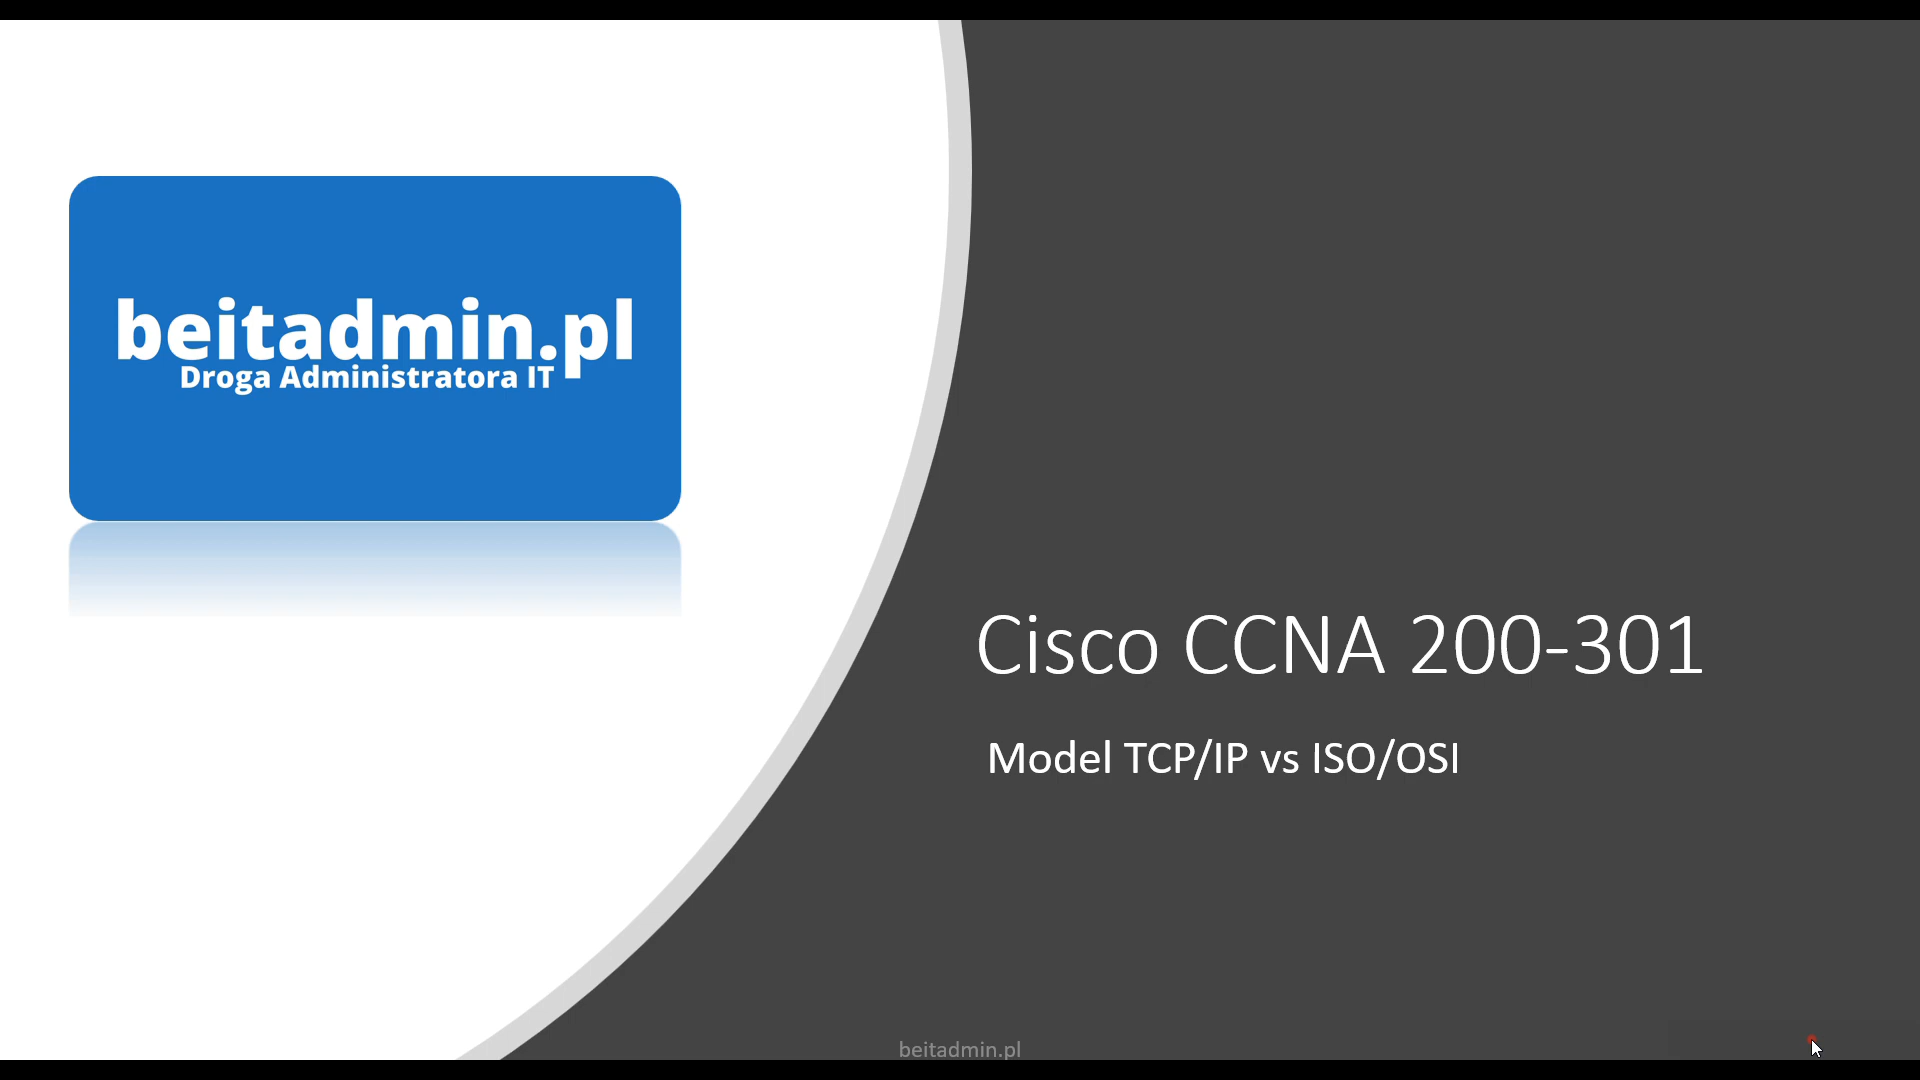 beitadmin.pl
Droga Administratora IT
Cisco CCNA 200-301
Model TCP/IP vs ISO/OSI
beitadmin.pl